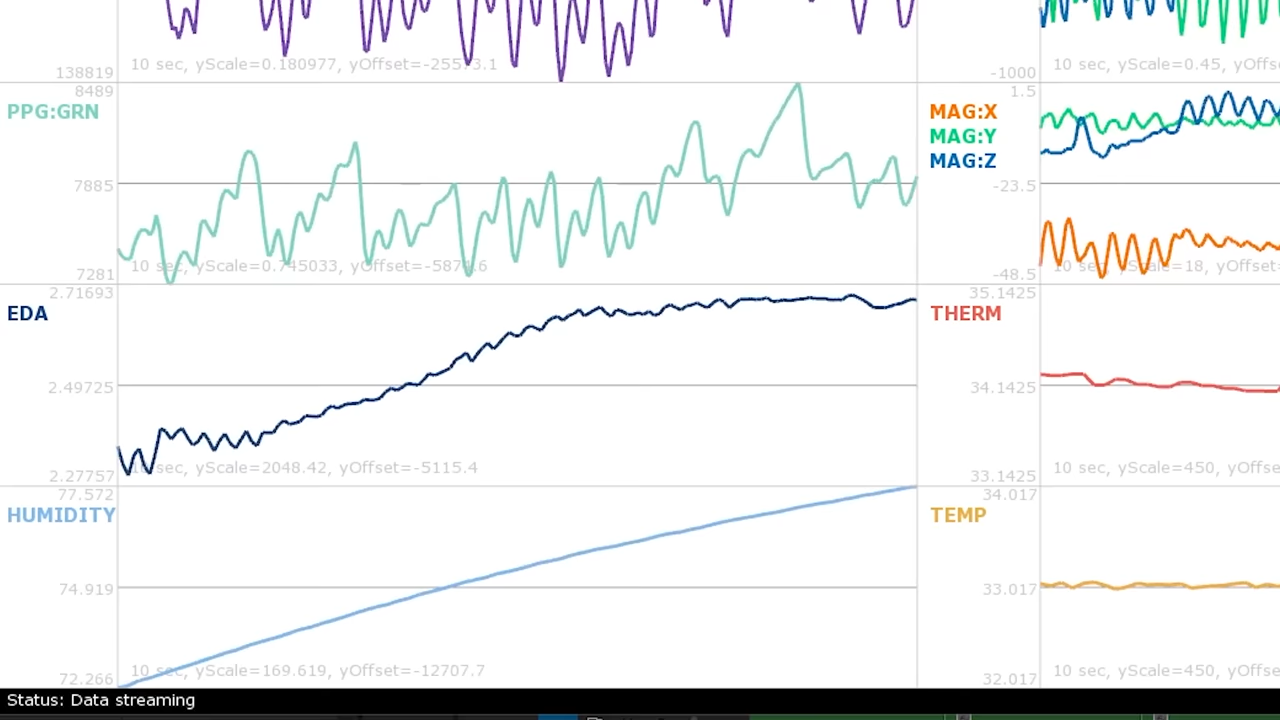 138819
10 sec, yScale=0.180977, yOffset=-25573.1
-1000
10 sec, yScale=0.45, yOffs
8489
PPG:GRN
7885
7281
10 sec, yScale=0.745033, yOffset=-5874.6
MAG:X
MAG:Y
MAG:Z
1.5
-23.5
-48.5
10 sec, yScale=18, yOffset=
2.71693
EDA
2.49725
2.27757
10 sec, yScale=2048.42, yOffset=-5115.4
35.1425
THERM
34.1425
33.1425
10 sec, yScale=450, yOffse
77.572
HUMIDITY
74.919
72.266
10 sec, yScale=169.619, yOffset=-12707.7
34.017
TEMP
33.017
32.017
10 sec, yScale=450, yOffse
Status: Data streaming